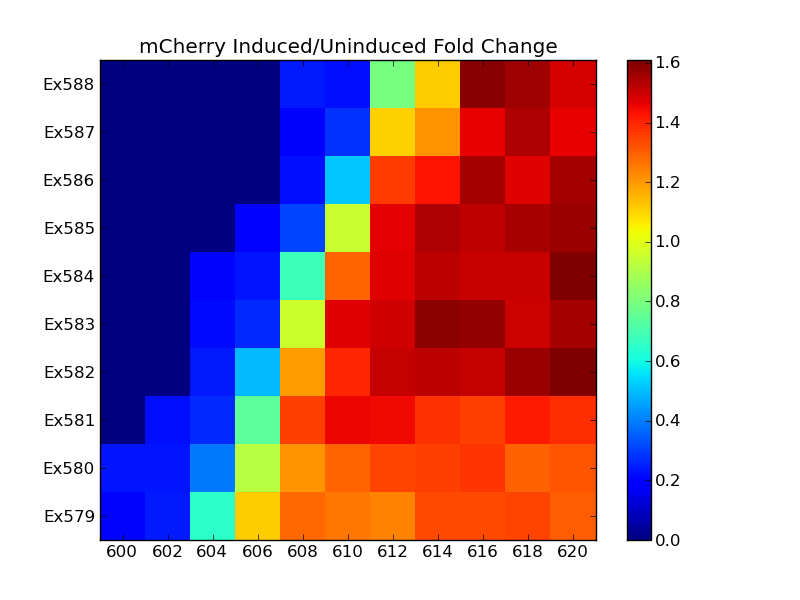 mCherry Induced/Uninduced Fold Change
Ex588
Ex587
Ex586
Ex585
Ex584
Ex583
Ex582
Ex581
Ex580
Ex579
600 602 604 606 608 610 612 614 616 618 620
1.6
1.4
1.2
1.0
0.8
0.6
0.4
0.2
0.0